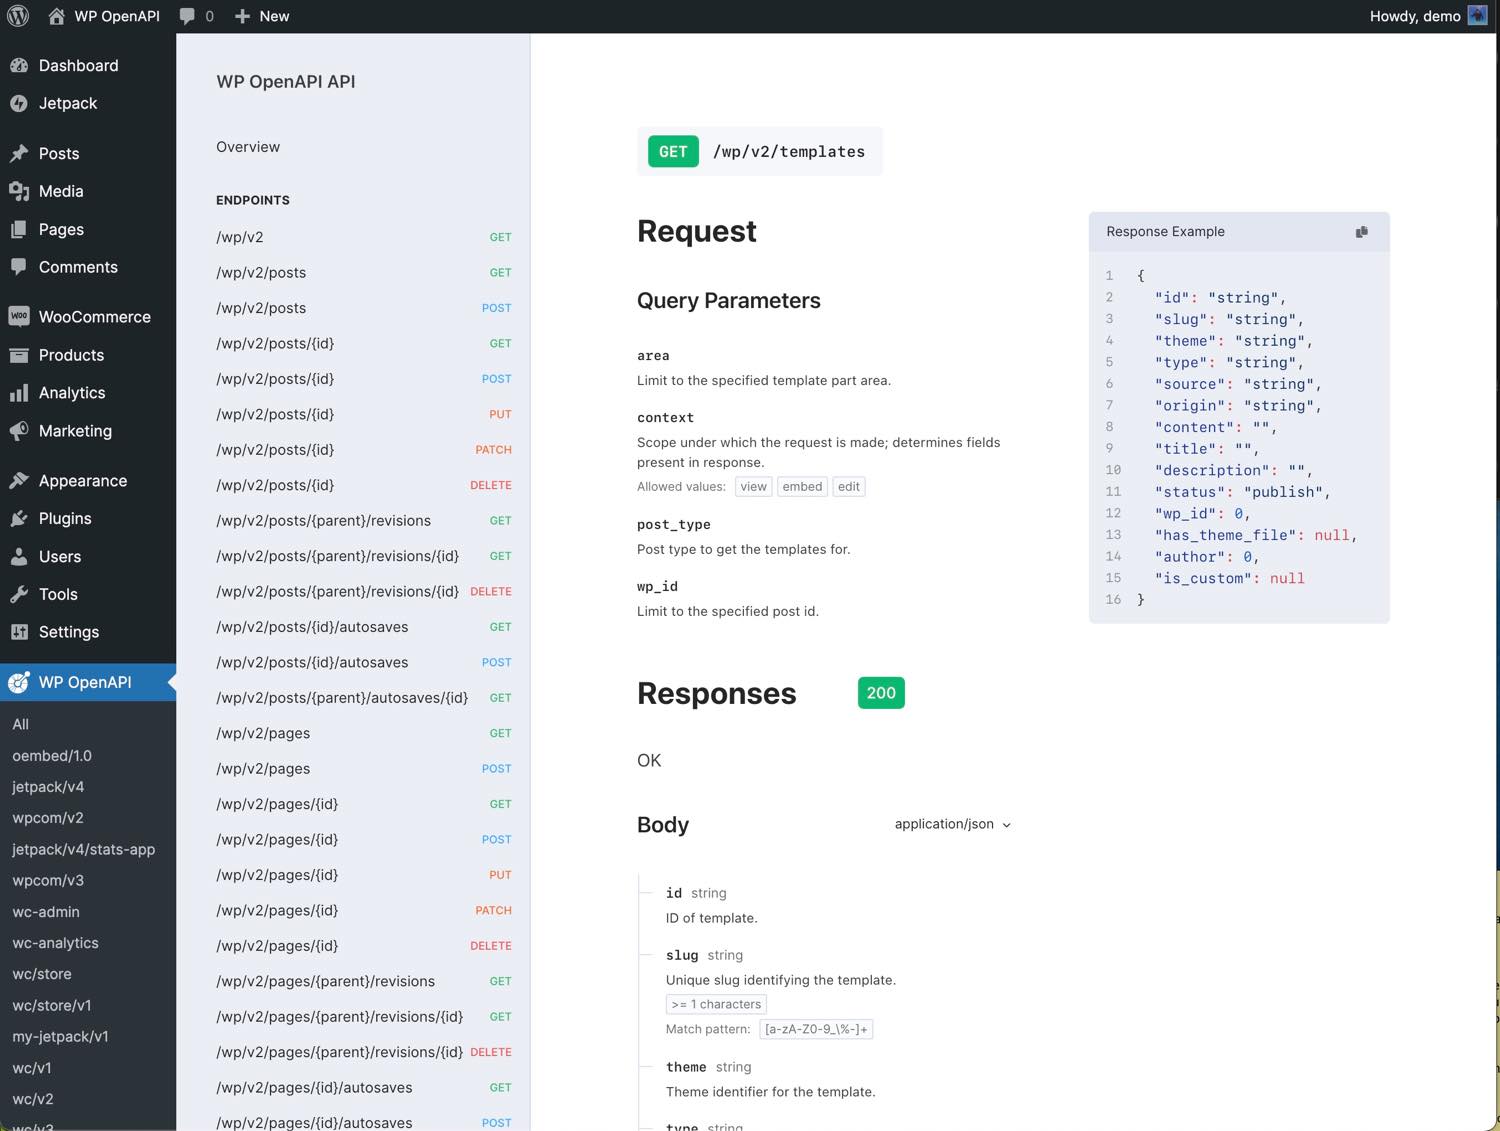 WP OpenAPI
0
New
Howdy, demo
Dashboard
Jetpack
Posts
Media
Pages
Comments
WOO
WooCommerce
Products
Analytics
Marketing
Appearance
Plugins
Users
Tools
Settings
WP OpenAPI
All
oembed/1.0
jetpack/v4
wpcom/v2
jetpack/v4/stats-app
wpcom/v3
wc-admin
wc-analytics
wc/store
wc/store/v1
my-jetpack/v1
wc/v1
wc/v2
wc/v3
WP OpenAPI API
Overview
ENDPOINTS
/wp/v2 GET
/wp/v2/posts GET
/wp/v2/posts POST
/wp/v2/posts/{id} GET
/wp/v2/posts/{id} POST
/wp/v2/posts/{id} PUT
/wp/v2/posts/{id} PATCH
/wp/v2/posts/{id} DELETE
/wp/v2/posts/{parent}/revisions GET
/wp/v2/posts/{parent}/revisions/{id} GET
/wp/v2/posts/{parent}/revisions/{id} DELETE
/wp/v2/posts/{id}/autosaves GET
/wp/v2/posts/{id}/autosaves POST
/wp/v2/posts/{parent}/autosaves/{id} GET
/wp/v2/pages GET
/wp/v2/pages POST
/wp/v2/pages/{id} GET
/wp/v2/pages/{id} POST
/wp/v2/pages/{id} PUT
/wp/v2/pages/{id} PATCH
/wp/v2/pages/{id} DELETE
/wp/v2/pages/{parent}/revisions GET
/wp/v2/pages/{parent}/revisions/{id} GET
/wp/v2/pages/{parent}/revisions/{id} DELETE
/wp/v2/pages/{id}/autosaves GET
/wp/v2/pages/{id}/autosaves POST
GET /wp/v2/templates
Request
Query Parameters
area
Limit to the specified template part area.
context
Scope under which the request is made; determines fields
present in response.
Allowed values: view embed edit
post_type
Post type to get the templates for.
wp_id
Limit to the specified post id.
Responses 200
OK
Body application/json
id string
ID of template.
slug string
Unique slug identifying the template.
>= 1 characters
Match pattern: [a-zA-Z0-9_\%-]+
theme string
Theme identifier for the template.
type string
Response Example
1 {
2 "id": "string",
3 "slug": "string",
4 "theme": "string",
5 "type": "string",
6 "source": "string",
7 "origin": "string",
8 "content": "",
9 "title": "",
10 "description": "",
11 "status": "publish",
12 "wp_id": 0,
13 "has_theme_file": null,
14 "author": 0,
15 "is_custom": null
16 }